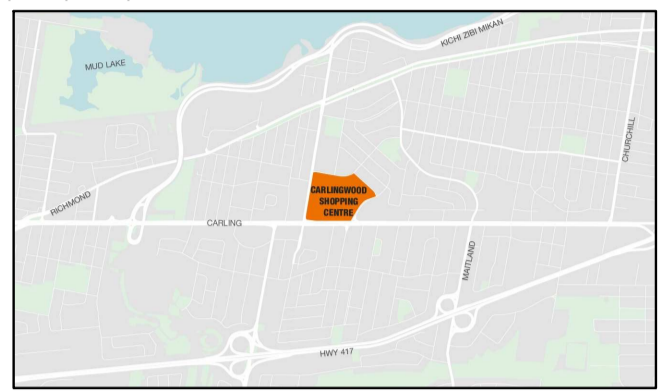 KICHI ZIBI MIKAN
MUD LAKE
CHURCHILL
RICHMOND
CARLINGWOOD
SHOPPING
CENTRE
CARLING
MAITLAND
HWY 417